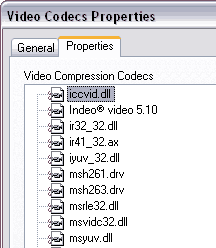 Video Codecs Properties
General
Properties
Video Compression Codecs
iccvid.dll
Indeo® video 5.10
ir32_32.dll
ir41_32.ax
iyuv_32.dll
msh261.drv
msh263.drv
msrle32.dll
msvidc32.dll
msyuv.dll